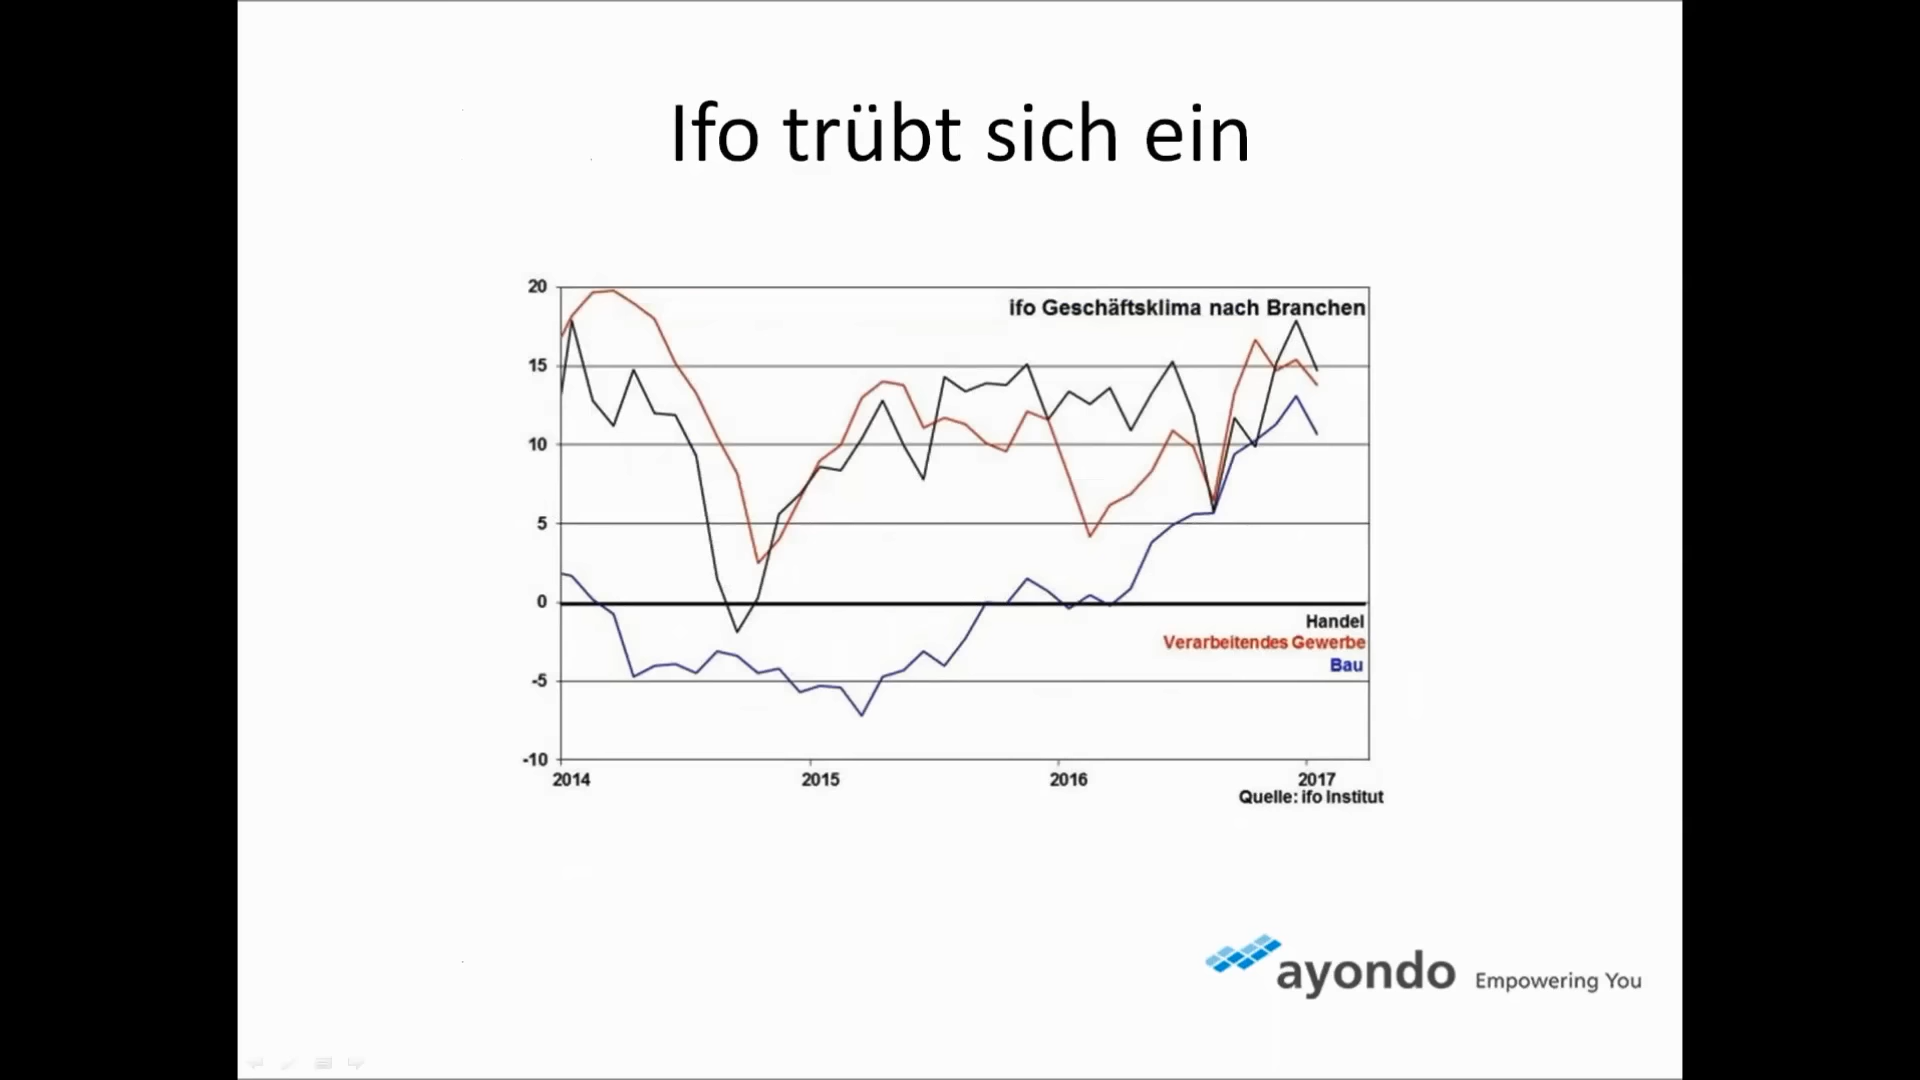 Ifo trübt sich ein
ifo Geschäftsklima nach Branchen
20
15
10
5
0
-5
-10
Handel
Verarbeitendes Gewerbe
Bau
2014 2015 2016 2017
Quelle: ifo Institut
ayondo Empowering You